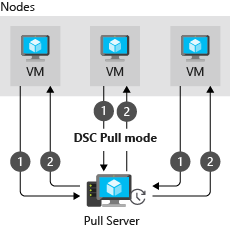 Nodes
VM
VM
VM
1
2
DSC Pull mode
1
2
1
2
Pull Server